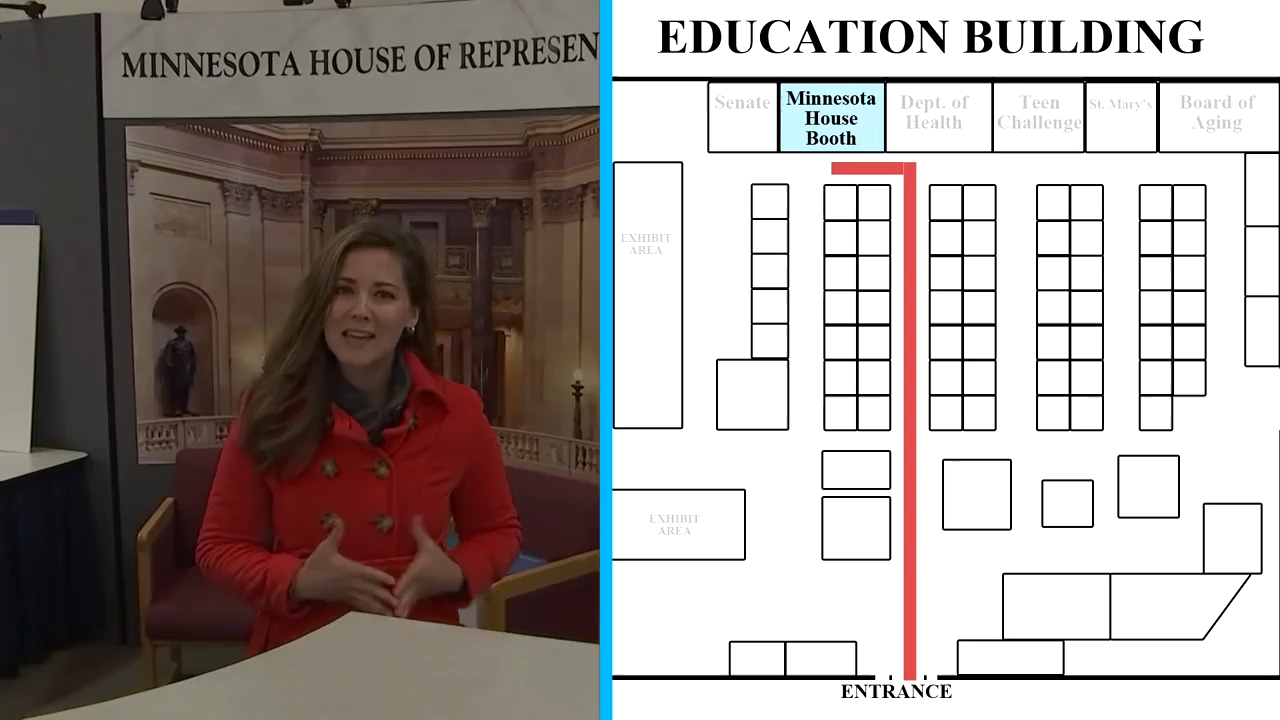 MINNESOTA HOUSE OF REPRESEN
EDUCATION BUILDING
Senate
Minnesota
House
Booth
Dept. of
Health
Teen
Challenge
St. Mary's
Board of
Aging
EXHIBIT
AREA
EXHIBIT
AREA
ENTRANCE